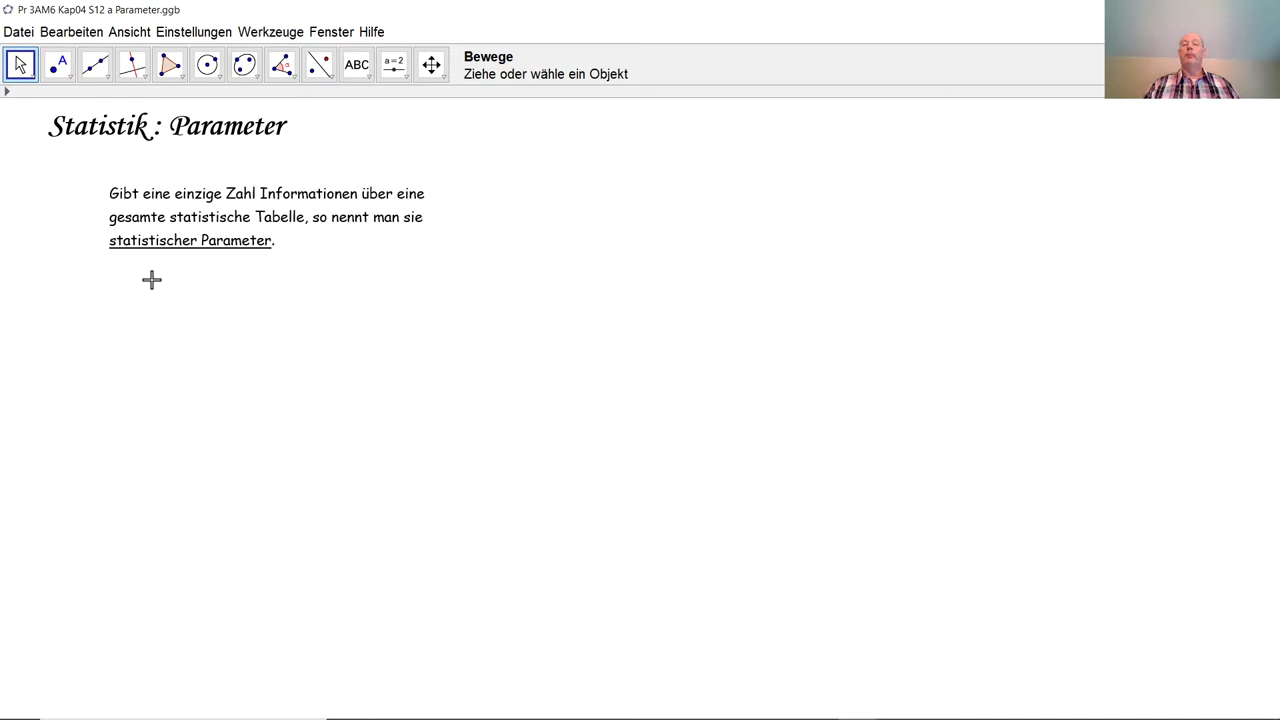 Pr 3AM6 Kap04 S12 a Parameter.ggb
Datei Bearbeiten Ansicht Einstellungen Werkzeuge Fenster Hilfe
A
α
ABC
a=2
Bewege
Ziehe oder wähle ein Objekt
Statistik : Parameter
Gibt eine einzige Zahl Informationen über eine
gesamte statistische Tabelle, so nennt man sie
statistischer Parameter.